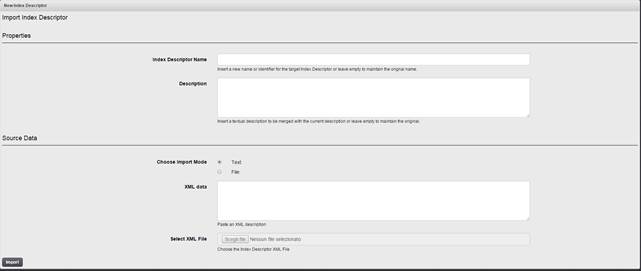 New Index Descriptor
Import Index Descriptor
Properties
Index Descriptor Name
Insert a new name or identifier for the target Index Descriptor or leave empty to maintain the original name.
Description
Insert a textual description to be merged with the current description or leave empty to maintain the original.
Source Data
Choose Import Mode
Text
File
XML data
Paste an XML description
Select XML File
Scegli file Nessun file selezionato
Choose the Index Descriptor XML File
Import